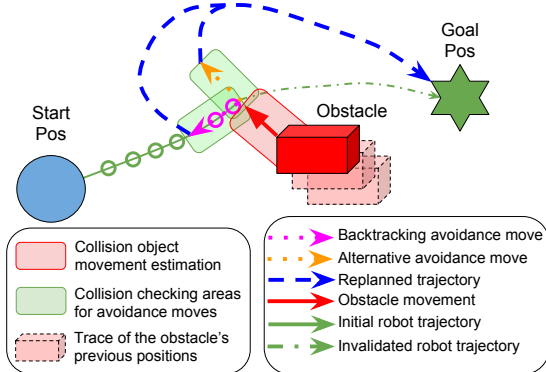 Goal
Pos
Start
Pos
Obstacle
Collision object
movement estimation
Collision checking areas
for avoidance moves
Trace of the obstacle's
previous positions
Backtracking avoidance move
Alternative avoidance move
Replanned trajectory
Obstacle movement
Initial robot trajectory
Invalidated robot trajectory